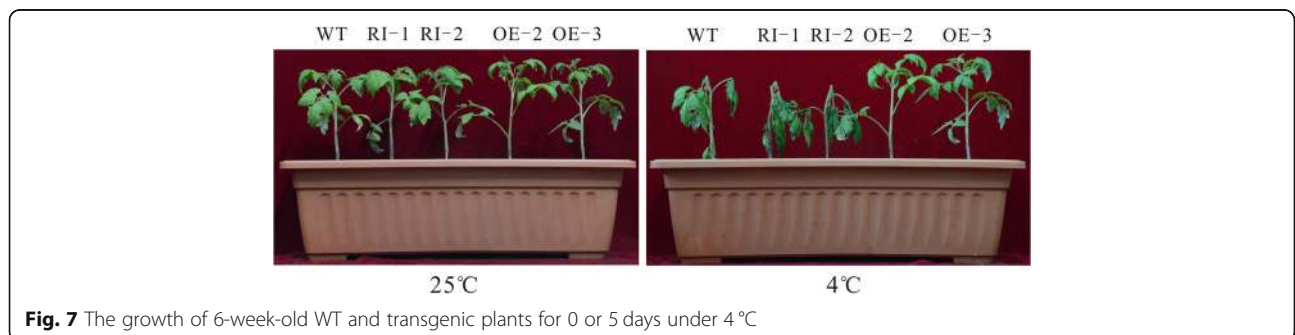 WT RI-1 RI-2 OE-2 OE-3
WT RI-1 RI-2 OE-2 OE-3
25℃
4℃
Fig. 7 The growth of 6-week-old WT and transgenic plants for 0 or 5 days under 4 °C